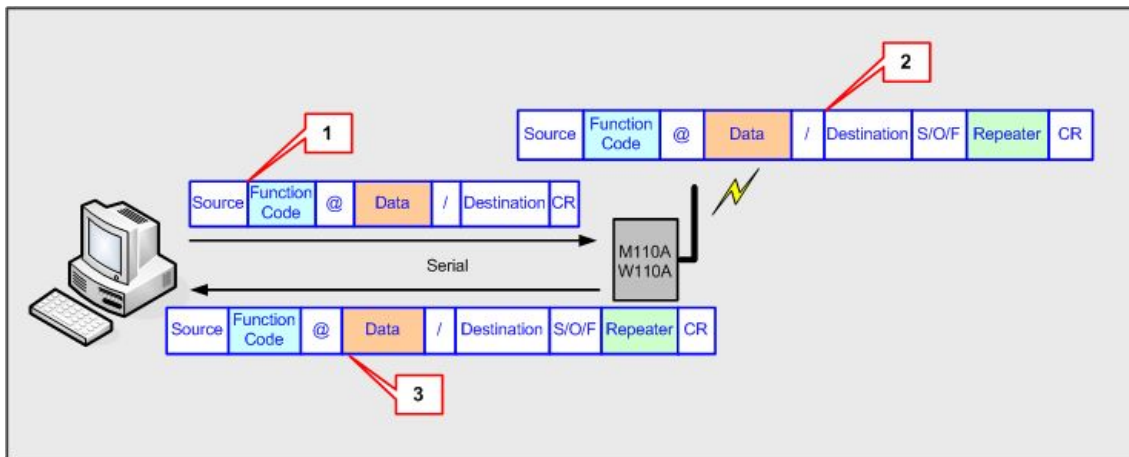 2
Source Function Code @ Data / Destination S/O/F Repeater CR
1
Source Function Code @ Data / Destination CR
M110A
W110A
Serial
Source Function Code @ Data / Destination S/O/F Repeater CR
3